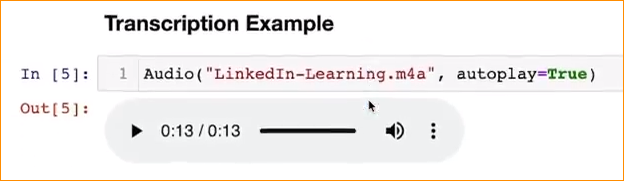 Transcription Example
In [5]: 1 Audio("LinkedIn-Learning.m4a", autoplay=True)
Out[5]:
0:13 / 0:13